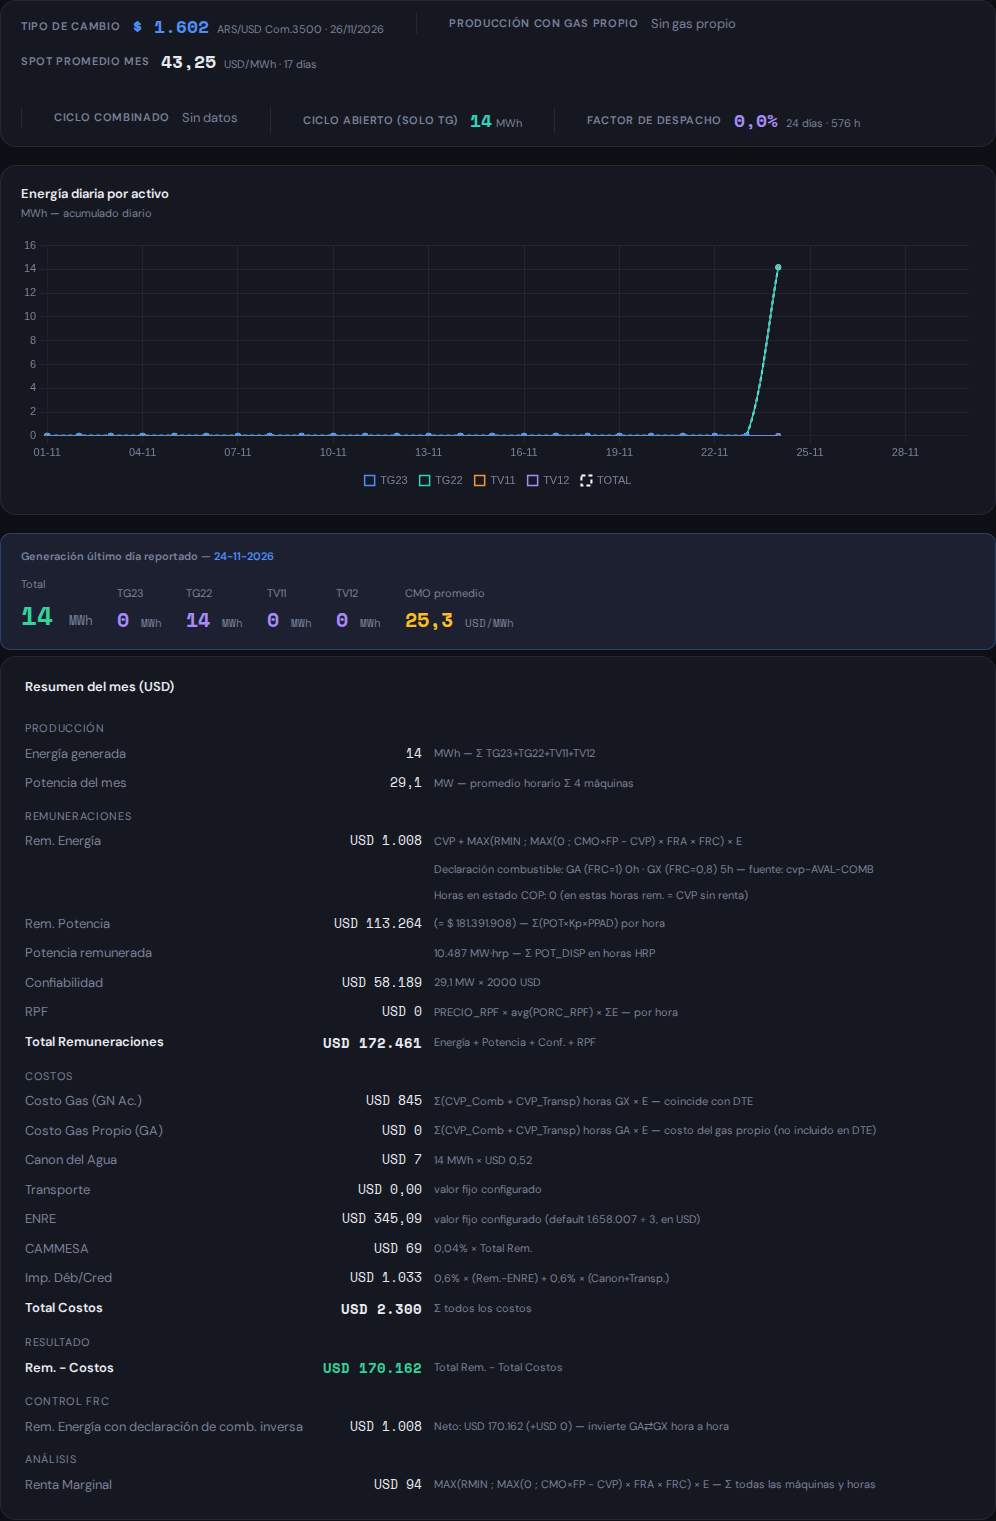 TIPO DE CAMBIO $ 1.602 ARS/USD Com.3500 · 26/11/2026
PRODUCCIÓN CON GAS PROPIO Sin gas propio
SPOT PROMEDIO MES 43,25 USD/MWh · 17 días
CICLO COMBINADO Sin datos
CICLO ABIERTO (SOLO TG) 14 MWh
FACTOR DE DESPACHO 0,0% 24 días · 576 h
Energía diaria por activo
MWh — acumulado diario
16
14
12
10
8
6
4
2
0
01-11 04-11 07-11 10-11 13-11 16-11 19-11 22-11 25-11 28-11
TG23 TG22 TV11 TV12 TOTAL
Generación último día reportado — 24-11-2026
Total
14 MWh
TG23
0 MWh
TG22
14 MWh
TV11
0 MWh
TV12
0 MWh
CMO promedio
25,3 USD/MWh
Resumen del mes (USD)
PRODUCCIÓN
Energía generada 14 MWh — Σ TG23+TG22+TV11+TV12
Potencia del mes 29,1 MW — promedio horario Σ 4 máquinas
REMUNERACIONES
Rem. Energía USD 1.008 CVP + MAX(RMIN ; MAX(0 ; CMO×FP − CVP) × FRA × FRC) × E
Declaración combustible: GA (FRC=1) 0h · GX (FRC=0,8) 5h — fuente: cvp-AVAL-COMB
Horas en estado COP: 0 (en estas horas rem. = CVP sin renta)
Rem. Potencia USD 113.264 (= $ 181.391.908) — Σ(POT×Kp×PPAD) por hora
Potencia remunerada 10.487 MW·hrp — Σ POT_DISP en horas HRP
Confiabilidad USD 58.189 29,1 MW × 2000 USD
RPF USD 0 PRECIO_RPF × avg(PORC_RPF) × ΣE — por hora
Total Remuneraciones USD 172.461 Energía + Potencia + Conf. + RPF
COSTOS
Costo Gas (GN Ac.) USD 845 Σ(CVP_Comb + CVP_Transp) horas GX × E — coincide con DTE
Costo Gas Propio (GA) USD 0 Σ(CVP_Comb + CVP_Transp) horas GA × E — costo del gas propio (no incluido en DTE)
Canon del Agua USD 7 14 MWh × USD 0,52
Transporte USD 0,00 valor fijo configurado
ENRE USD 345,09 valor fijo configurado (default 1.658.007 ÷ 3, en USD)
CAMMESA USD 69 0,04% × Total Rem.
Imp. Déb/Cred USD 1.033 0,6% × (Rem.−ENRE) + 0,6% × (Canon+Transp.)
Total Costos USD 2.300 Σ todos los costos
RESULTADO
Rem. − Costos USD 170.162 Total Rem. − Total Costos
CONTROL FRC
Rem. Energía con declaración de comb. inversa USD 1.008 Neto: USD 170.162 (+USD 0) — invierte GA⇄GX hora a hora
ANÁLISIS
Renta Marginal USD 94 MAX(RMIN ; MAX(0 ; CMO×FP − CVP) × FRA × FRC) × E — Σ todas las máquinas y horas